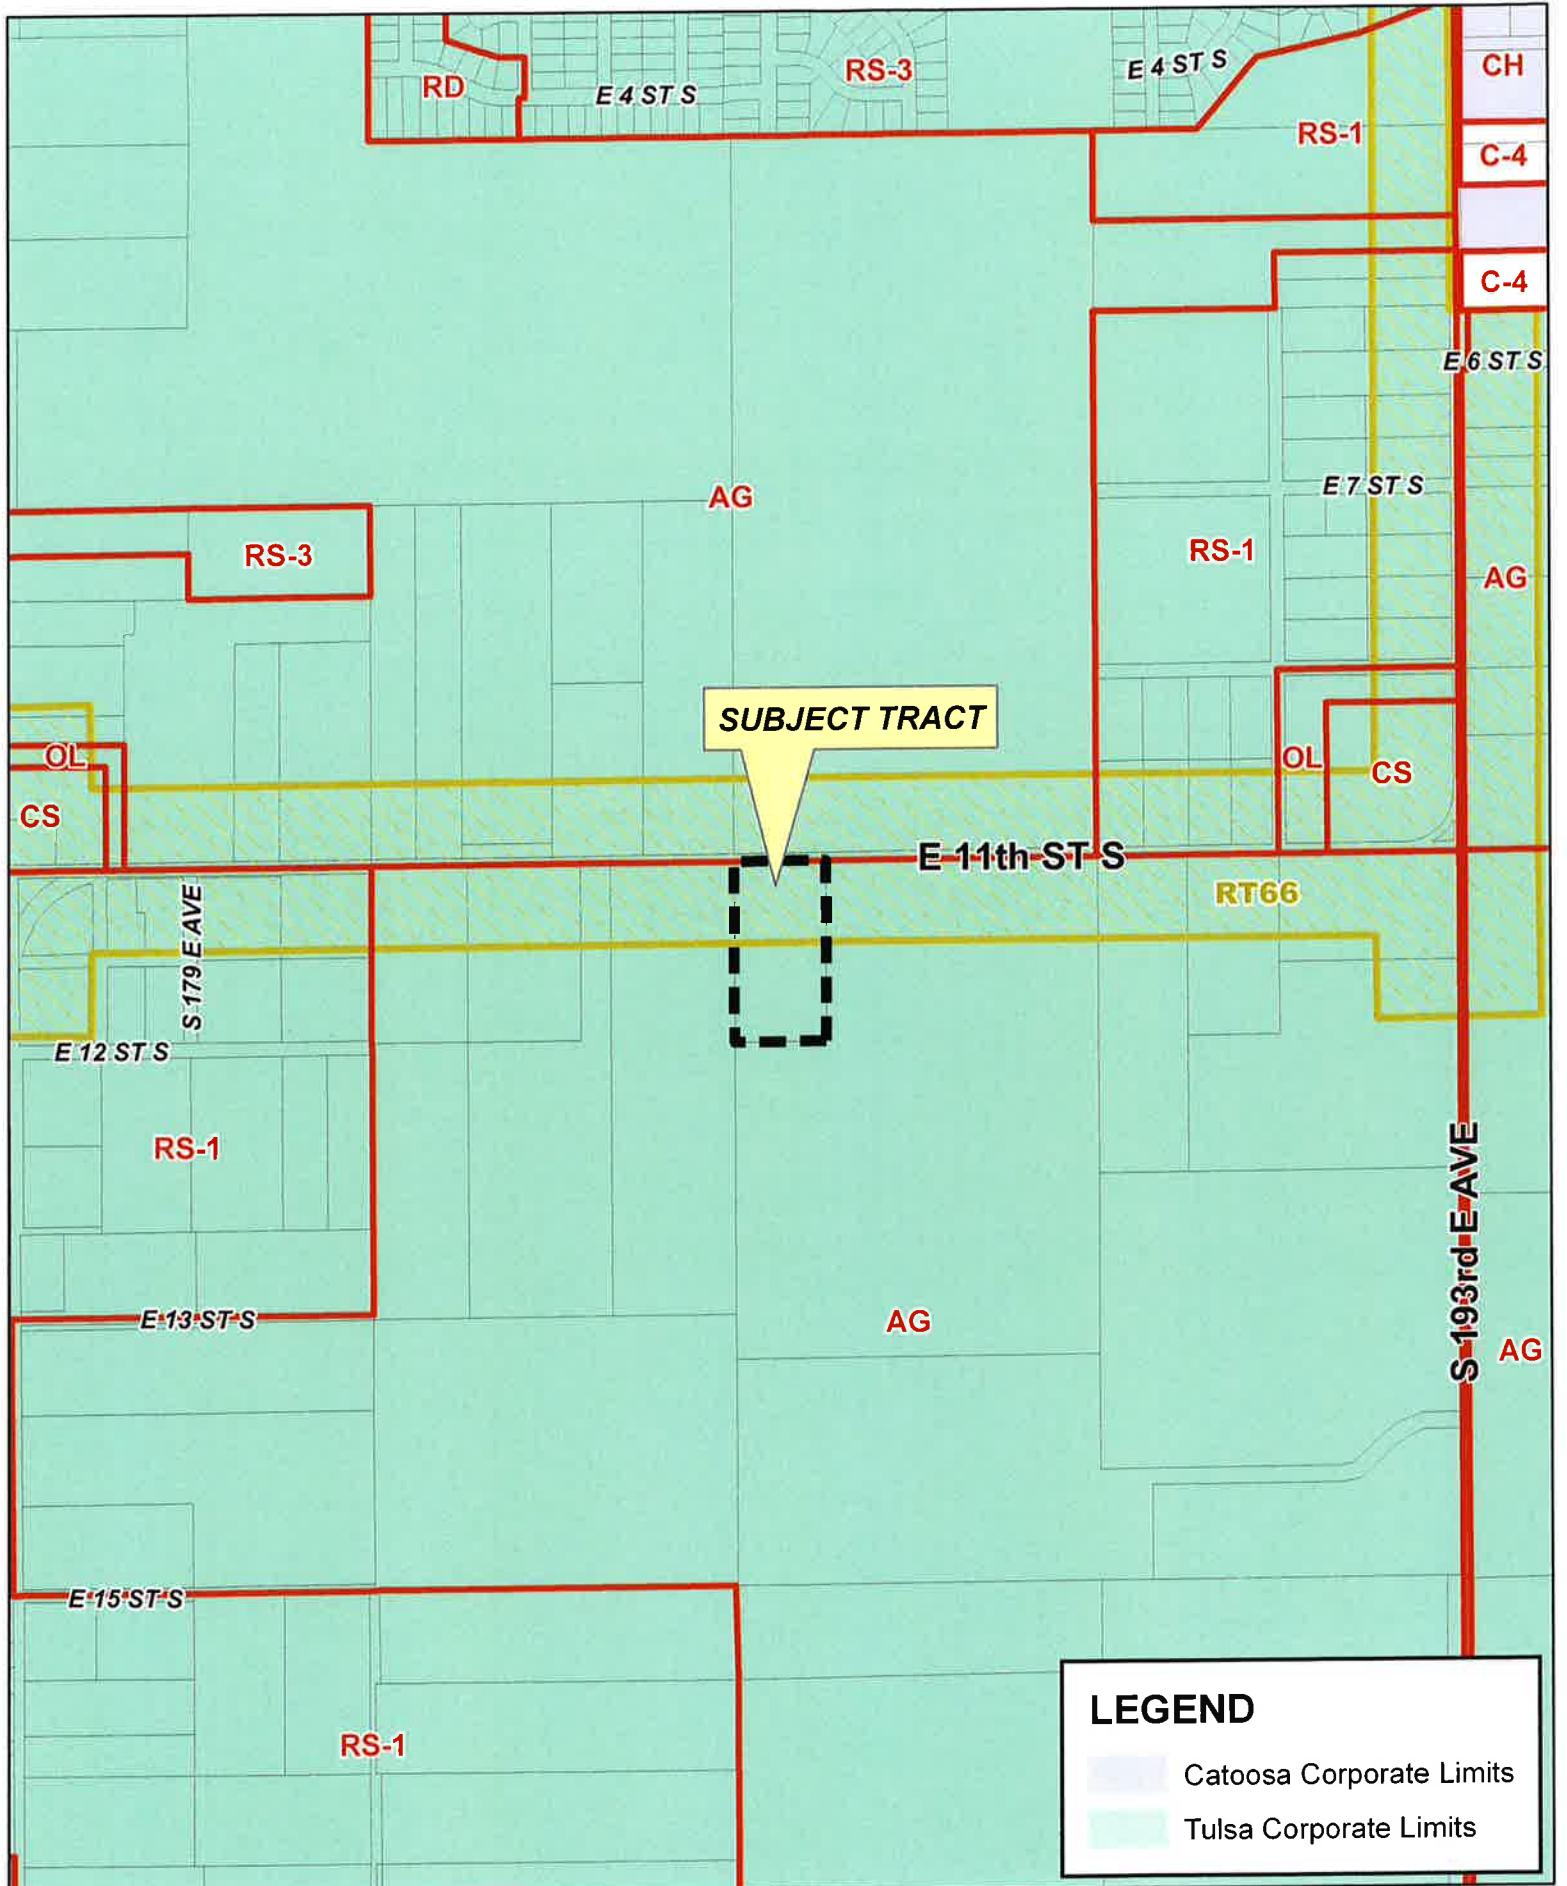 CH
RS-3
E 4 ST S
RD
E 4 ST S
RS-1
C-4
C-4
E 6 ST S
E 7 ST S
AG
RS-3
RS-1
AG
SUBJECT TRACT
OL
OL
CS
CS
E 11th ST S
RT66
S 179 E AVE
E 12 ST S
RS-1
S 193rd E AVE
E 13 ST S
AG
AG
E 15 ST S
RS-1
LEGEND
Catoosa Corporate Limits
Tulsa Corporate Limits